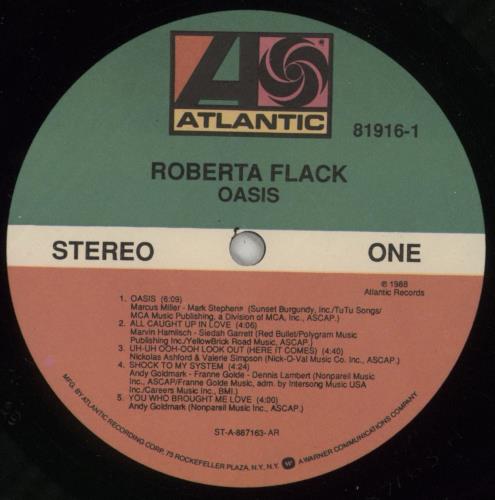 ATLANTIC
81916-1
ROBERTA FLACK
OASIS
STEREO
ONE
℗ 1988
Atlantic Records
1. OASIS (6:09)
Marcus Miller - Mark Stephens (Sunset Burgundy, Inc./TuTu Songs/
MCA Music Publishing, a Division of MCA, Inc., ASCAP.)
2. ALL CAUGHT UP IN LOVE (4:06)
Marvin Hamlisch - Siedah Garrett (Red Bullet/Polygram Music
Publishing Inc./YellowBrick Road Music, ASCAP.)
3. UH-UH OOH-OOH LOOK OUT (HERE IT COMES) (4:40)
Nickolas Ashford & Valerie Simpson (Nick-O-Val Music Co. Inc., ASCAP.)
4. SHOCK TO MY SYSTEM (4:24)
Andy Goldmark - Franne Golde - Dennis Lambert (Nonpareil Music
Inc., ASCAP/Franne Golde Music, adm. by Intersong Music USA
Inc./Careers Music Inc., BMI.)
5. YOU WHO BROUGHT ME LOVE (4:00)
Andy Goldmark (Nonpareil Music Inc., ASCAP.)
ST-A-887163-AR
MFG. BY ATLANTIC RECORDING CORP., 75 ROCKEFELLER PLAZA, N.Y., N.Y. W A WARNER COMMUNICATIONS COMPANY